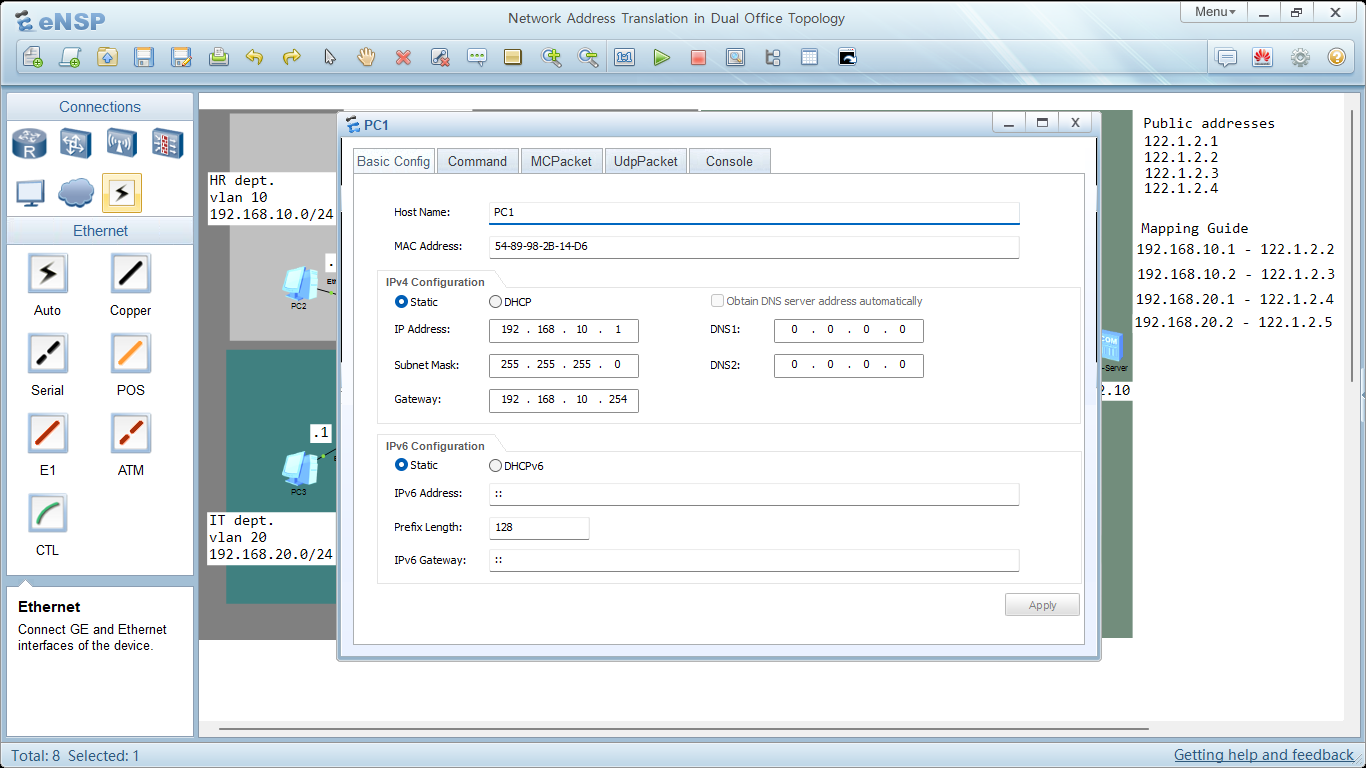 eNSP
Network Address Translation in Dual Office Topology
Menu
Connections
R
Ethernet
Auto
Copper
Serial
POS
E1
ATM
CTL
Ethernet
Connect GE and Ethernet
interfaces of the device.
HR dept.
vlan 10
192.168.10.0/24
PC2
.1
PC3
IT dept.
vlan 20
192.168.20.0/24
PC1
Basic Config
Command
MCPacket
UdpPacket
Console
Host Name: PC1
MAC Address: 54-89-98-2B-14-D6
IPv4 Configuration
Static DHCP Obtain DNS server address automatically
IP Address: 192 . 168 . 10 . 1 DNS1: 0 . 0 . 0 . 0
Subnet Mask: 255 . 255 . 255 . 0 DNS2: 0 . 0 . 0 . 0
Gateway: 192 . 168 . 10 . 254
IPv6 Configuration
Static DHCPv6
IPv6 Address: ::
Prefix Length: 128
IPv6 Gateway: ::
Apply
Public addresses
122.1.2.1
122.1.2.2
122.1.2.3
122.1.2.4
Mapping Guide
192.168.10.1 - 122.1.2.2
192.168.10.2 - 122.1.2.3
192.168.20.1 - 122.1.2.4
192.168.20.2 - 122.1.2.5
-Server
2.10
Total: 8 Selected: 1
Getting help and feedback